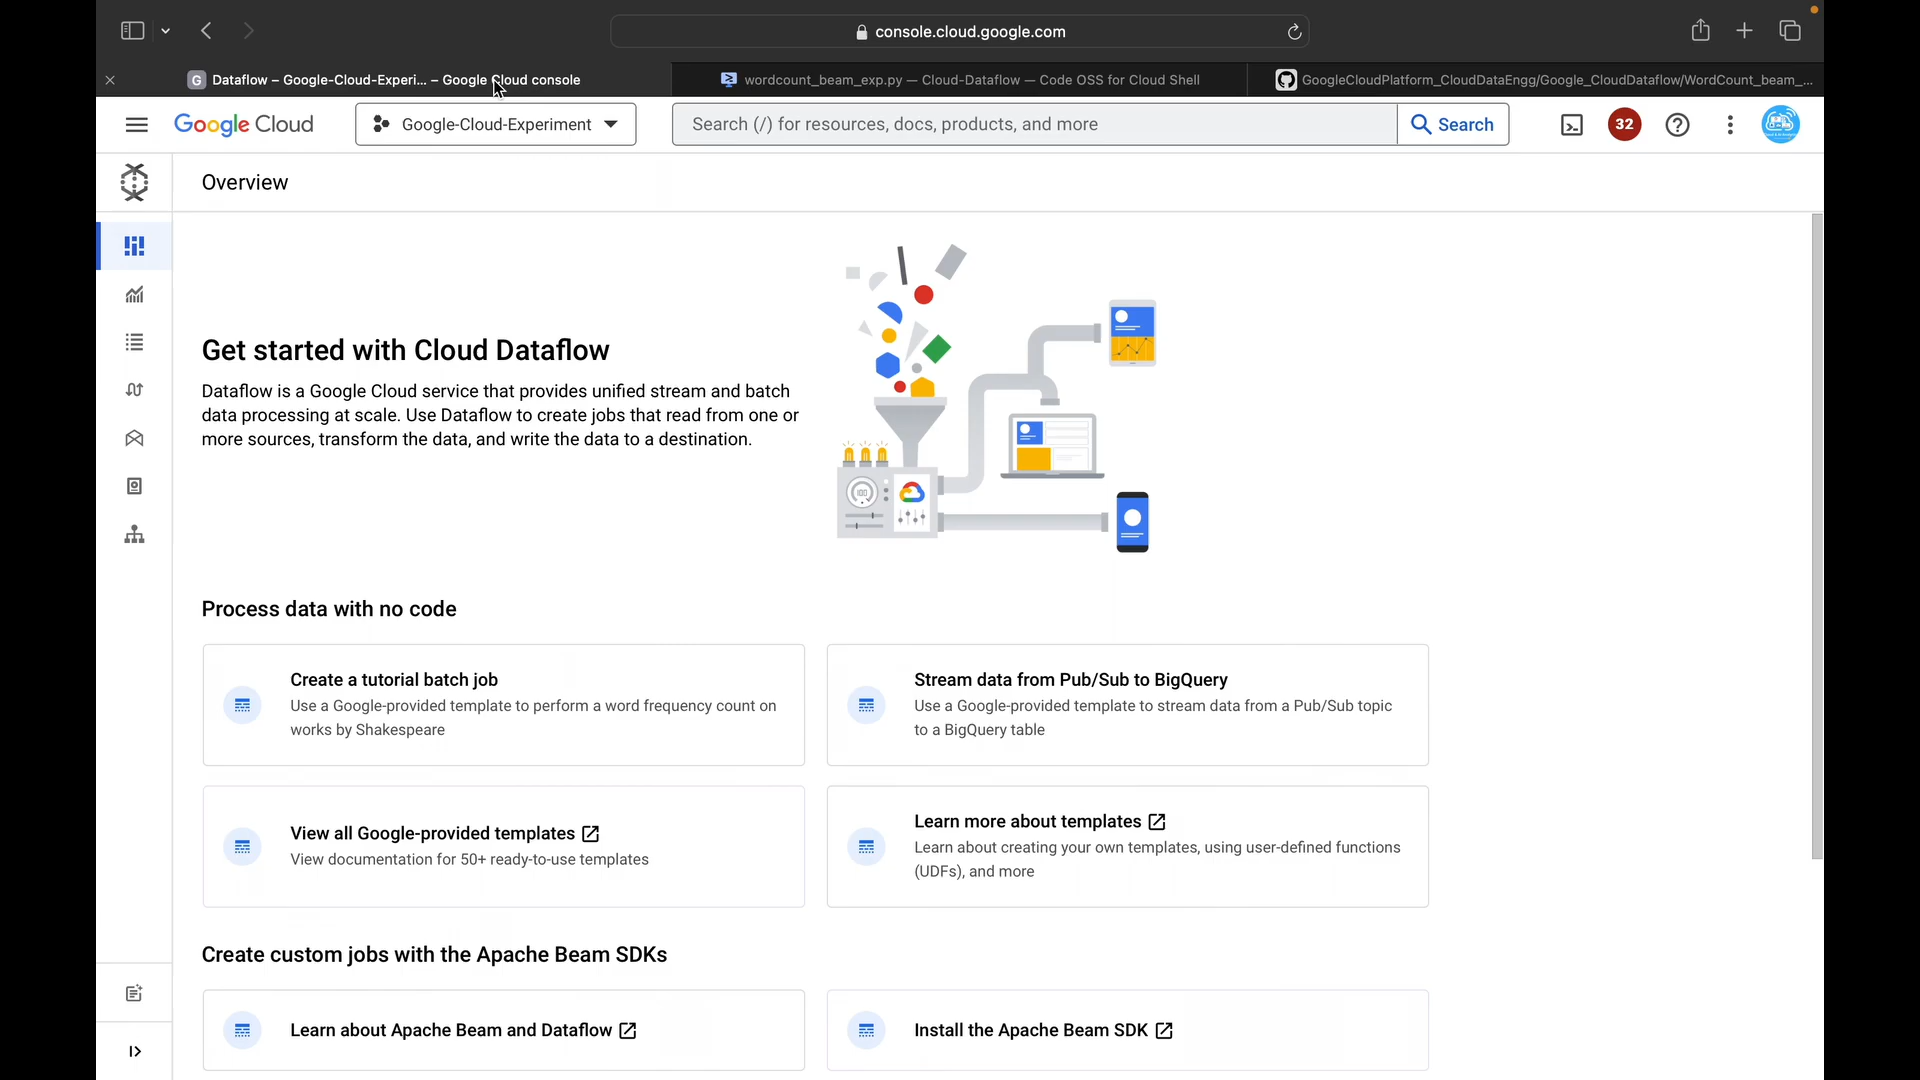 console.cloud.google.com
Dataflow – Google-Cloud-Experi... – Google Cloud console
wordcount_beam_exp.py — Cloud-Dataflow — Code OSS for Cloud Shell
GoogleCloudPlatform_CloudDataEngg/Google_CloudDataflow/WordCount_beam_...
Google Cloud
Google-Cloud-Experiment
Search (/) for resources, docs, products, and more
Search
32
Overview
Get started with Cloud Dataflow
Dataflow is a Google Cloud service that provides unified stream and batch
data processing at scale. Use Dataflow to create jobs that read from one or
more sources, transform the data, and write the data to a destination.
100
Process data with no code
Create a tutorial batch job
Use a Google-provided template to perform a word frequency count on
works by Shakespeare
Stream data from Pub/Sub to BigQuery
Use a Google-provided template to stream data from a Pub/Sub topic
to a BigQuery table
View all Google-provided templates
View documentation for 50+ ready-to-use templates
Learn more about templates
Learn about creating your own templates, using user-defined functions
(UDFs), and more
Create custom jobs with the Apache Beam SDKs
Learn about Apache Beam and Dataflow
Install the Apache Beam SDK